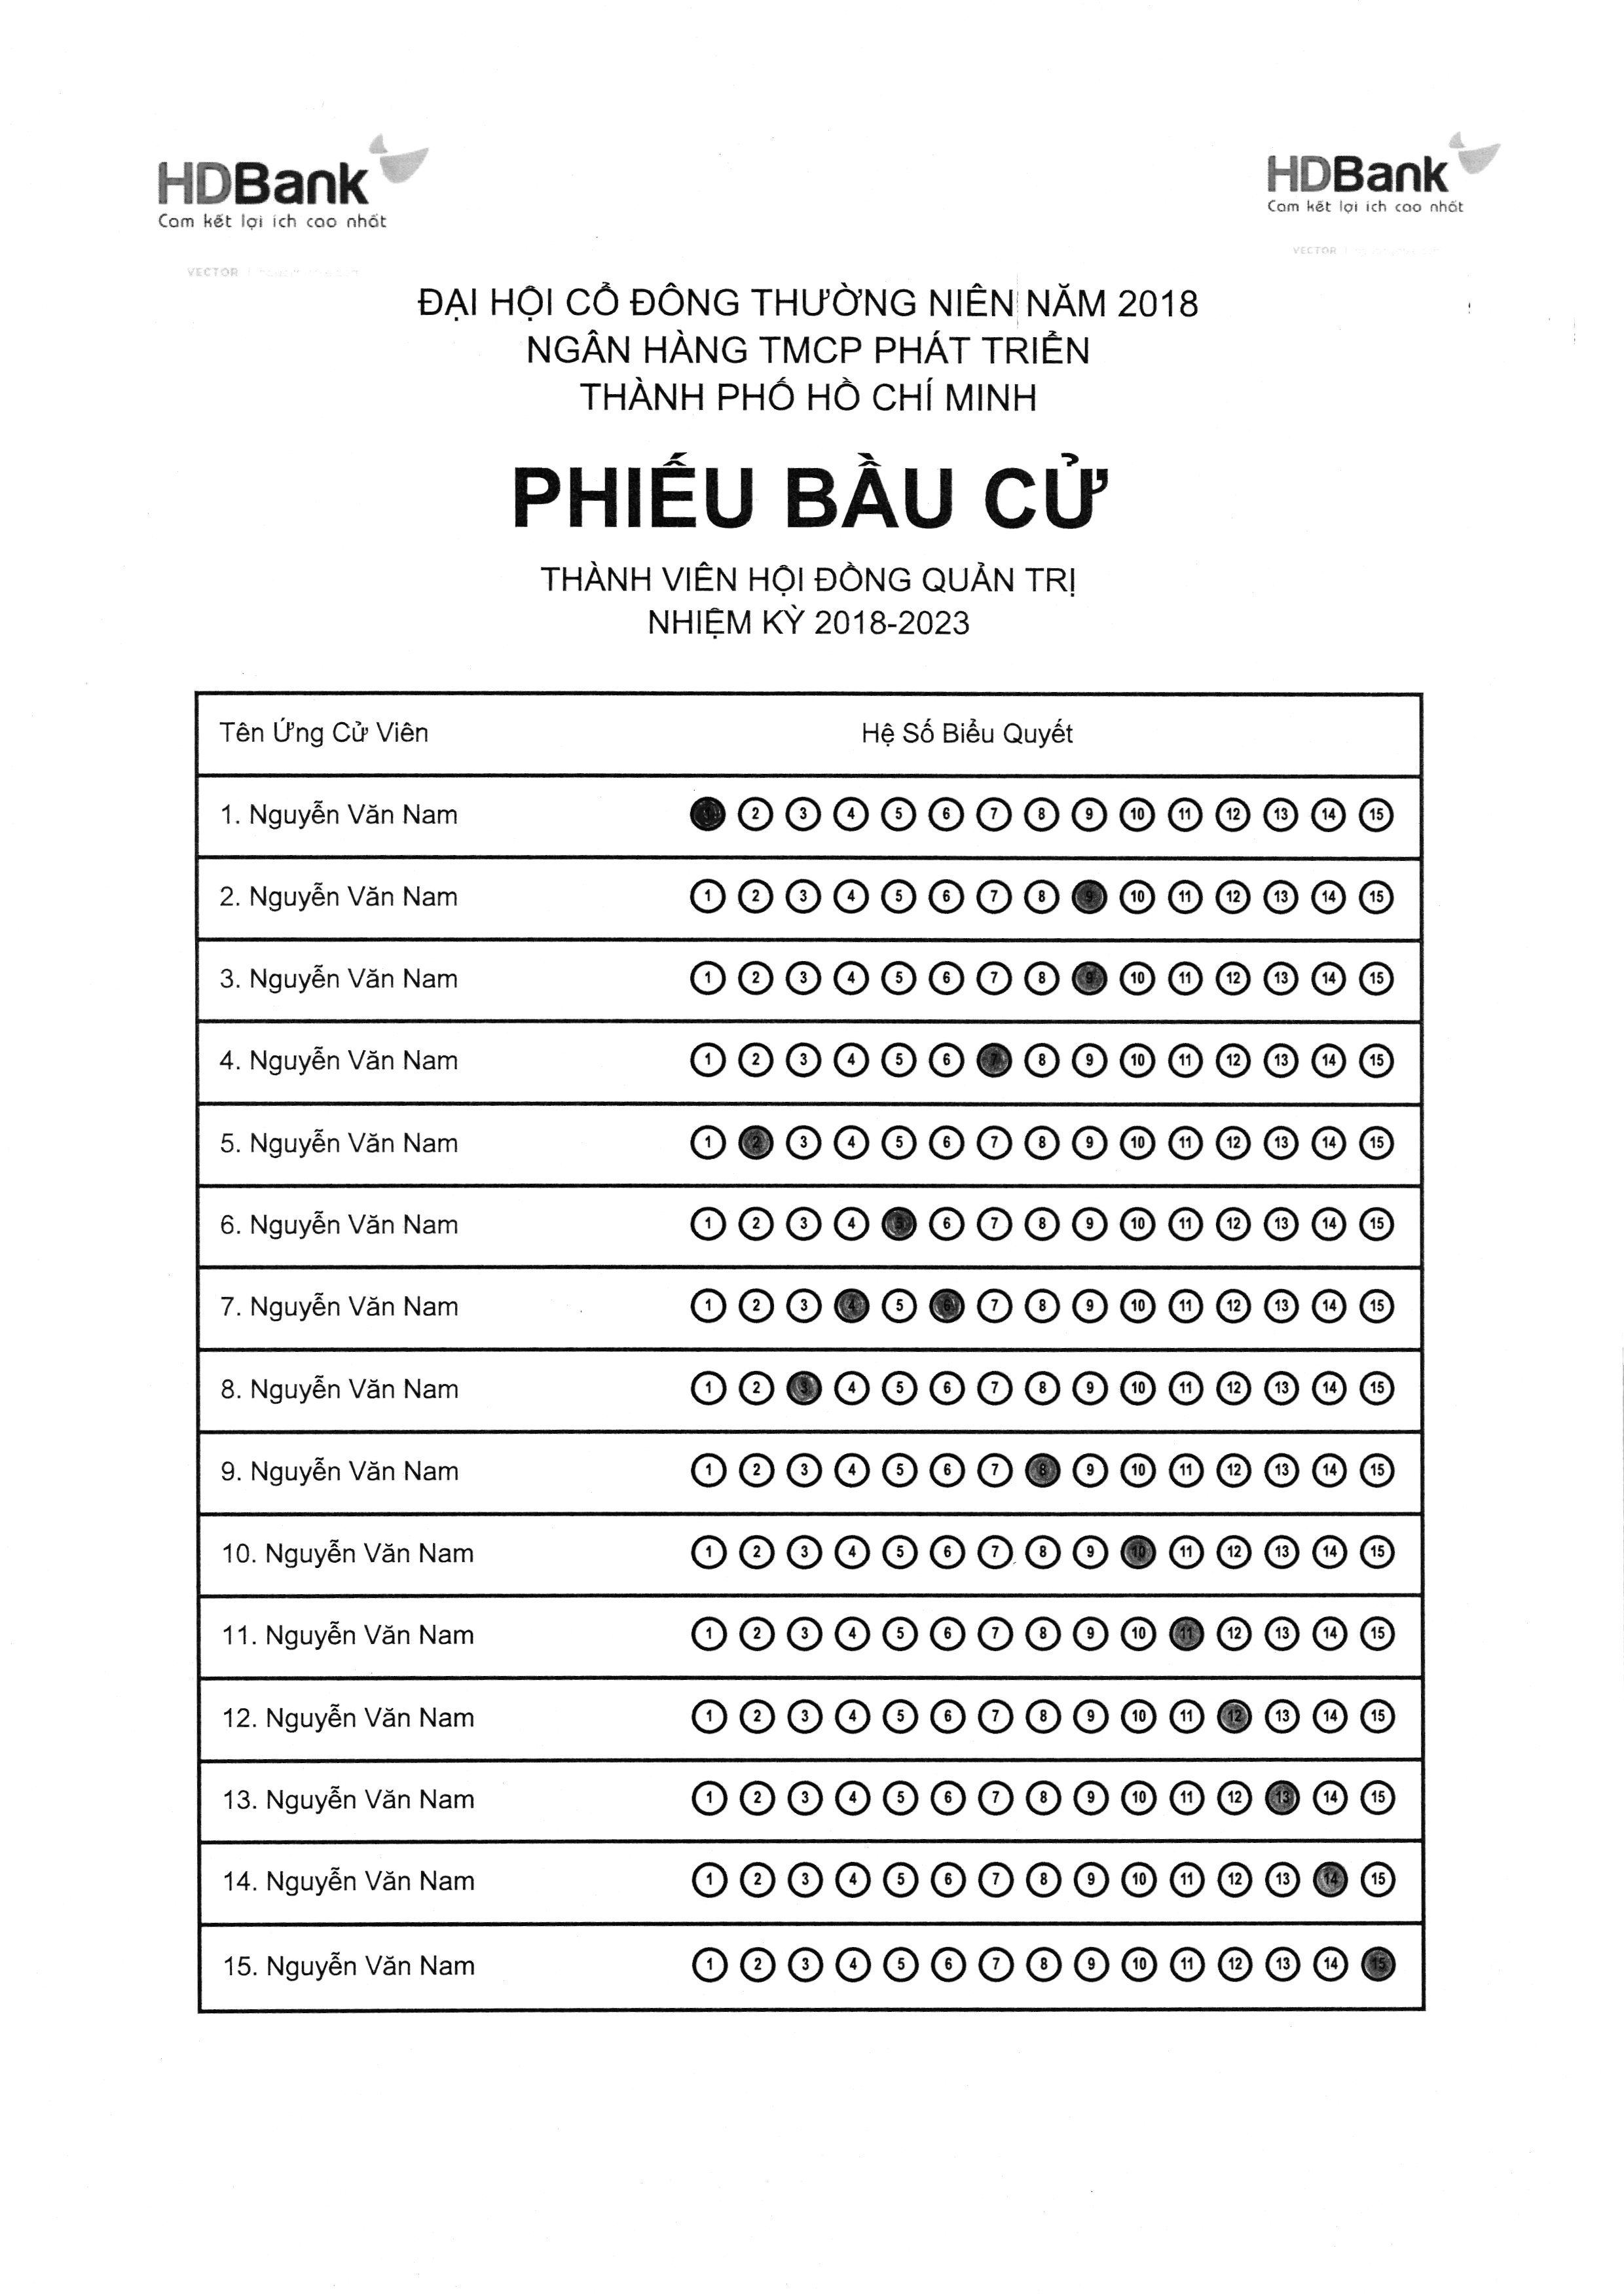 HDBank
Cam kết lợi ích cao nhất
VECTOR
HDBank
Cam kết lợi ích cao nhất
VECTOR
ĐẠI HỘI CỔ ĐÔNG THƯỜNG NIÊN NĂM 2018
NGÂN HÀNG TMCP PHÁT TRIỂN
THÀNH PHỐ HỒ CHÍ MINH
PHIẾU BẦU CỬ
THÀNH VIÊN HỘI ĐỒNG QUẢN TRỊ
NHIỆM KỲ 2018-2023
Tên Ứng Cử Viên Hệ Số Biểu Quyết
1. Nguyễn Văn Nam 1 2 3 4 5 6 7 8 9 10 11 12 13 14 15
2. Nguyễn Văn Nam 1 2 3 4 5 6 7 8 9 10 11 12 13 14 15
3. Nguyễn Văn Nam 1 2 3 4 5 6 7 8 9 10 11 12 13 14 15
4. Nguyễn Văn Nam 1 2 3 4 5 6 7 8 9 10 11 12 13 14 15
5. Nguyễn Văn Nam 1 2 3 4 5 6 7 8 9 10 11 12 13 14 15
6. Nguyễn Văn Nam 1 2 3 4 5 6 7 8 9 10 11 12 13 14 15
7. Nguyễn Văn Nam 1 2 3 4 5 6 7 8 9 10 11 12 13 14 15
8. Nguyễn Văn Nam 1 2 3 4 5 6 7 8 9 10 11 12 13 14 15
9. Nguyễn Văn Nam 1 2 3 4 5 6 7 8 9 10 11 12 13 14 15
10. Nguyễn Văn Nam 1 2 3 4 5 6 7 8 9 10 11 12 13 14 15
11. Nguyễn Văn Nam 1 2 3 4 5 6 7 8 9 10 11 12 13 14 15
12. Nguyễn Văn Nam 1 2 3 4 5 6 7 8 9 10 11 12 13 14 15
13. Nguyễn Văn Nam 1 2 3 4 5 6 7 8 9 10 11 12 13 14 15
14. Nguyễn Văn Nam 1 2 3 4 5 6 7 8 9 10 11 12 13 14 15
15. Nguyễn Văn Nam 1 2 3 4 5 6 7 8 9 10 11 12 13 14 15